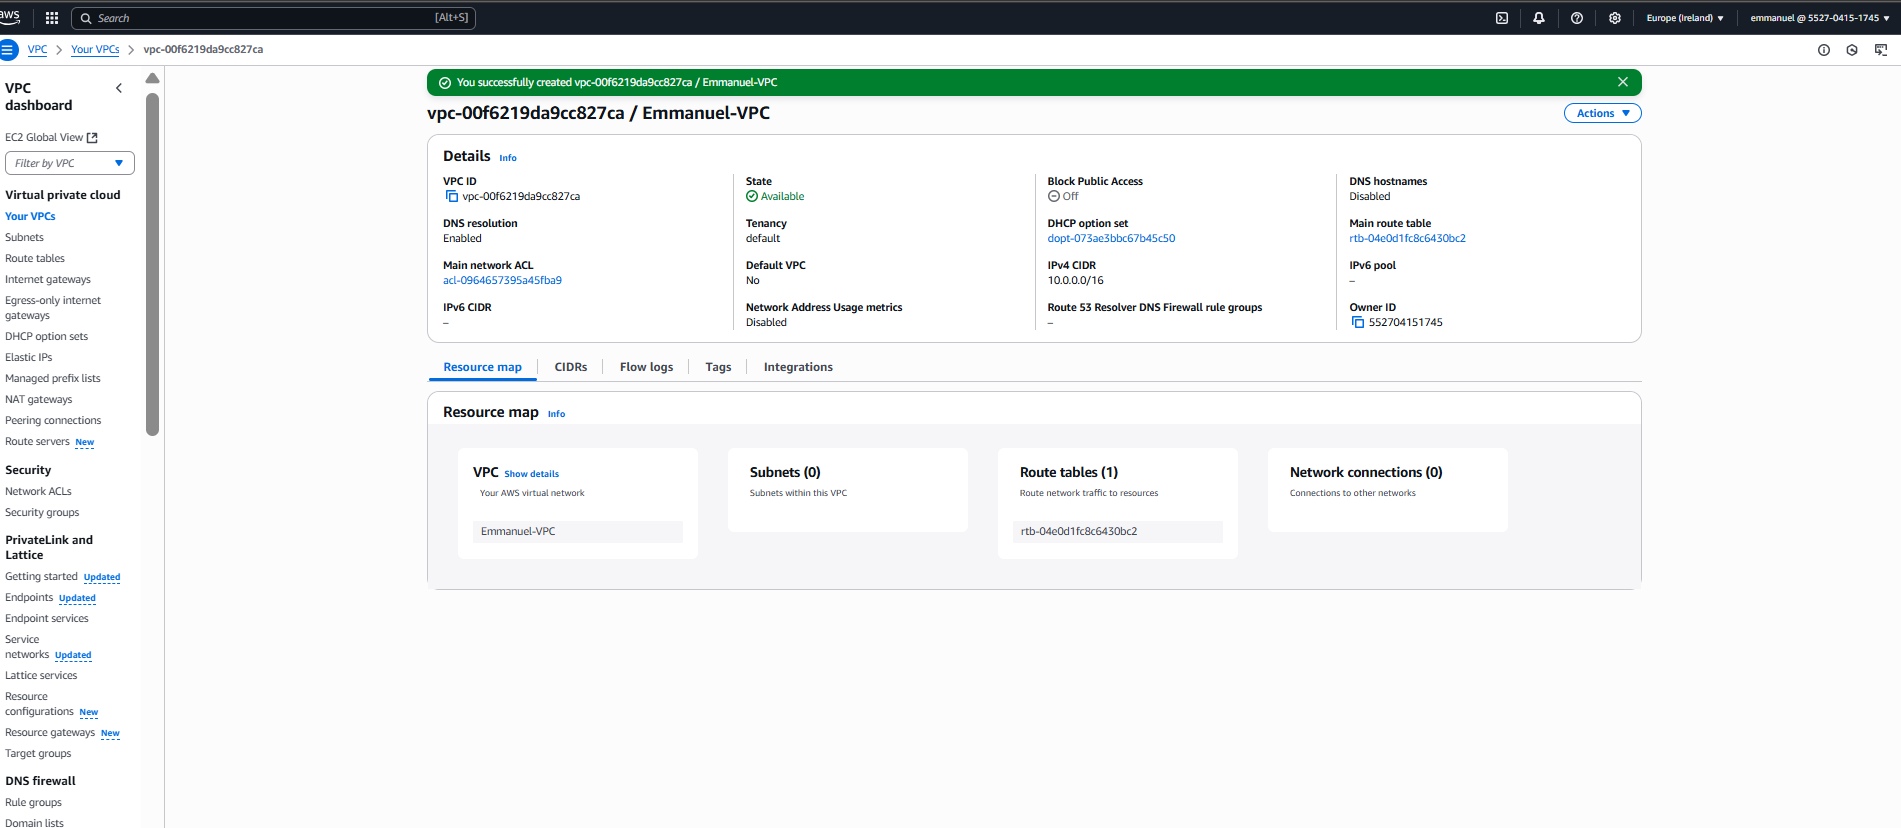 aws
Search
[Alt+S]
Europe (Ireland)
emmanuel @ 5527-0415-1745
VPC
Your VPCs
vpc-00f6219da9cc827ca
VPC
dashboard
EC2 Global View
Filter by VPC
Virtual private cloud
Your VPCs
Subnets
Route tables
Internet gateways
Egress-only internet
gateways
DHCP option sets
Elastic IPs
Managed prefix lists
NAT gateways
Peering connections
Route servers New
Security
Network ACLs
Security groups
PrivateLink and
Lattice
Getting started Updated
Endpoints Updated
Endpoint services
Service
networks Updated
Lattice services
Resource
configurations New
Resource gateways New
Target groups
DNS firewall
Rule groups
Domain lists
You successfully created vpc-00f6219da9cc827ca / Emmanuel-VPC
vpc-00f6219da9cc827ca / Emmanuel-VPC
Actions
Details Info
VPC ID
vpc-00f6219da9cc827ca
State
Available
Block Public Access
Off
DNS hostnames
Disabled
DNS resolution
Enabled
Tenancy
default
DHCP option set
dopt-073ae3bbc67b45c50
Main route table
rtb-04e0d1fc8c6430bc2
Main network ACL
acl-0964657395a45fba9
Default VPC
No
IPv4 CIDR
10.0.0.0/16
IPv6 pool
–
IPv6 CIDR
–
Network Address Usage metrics
Disabled
Route 53 Resolver DNS Firewall rule groups
–
Owner ID
552704151745
Resource map
CIDRs
Flow logs
Tags
Integrations
Resource map Info
VPC Show details
Your AWS virtual network
Emmanuel-VPC
Subnets (0)
Subnets within this VPC
Route tables (1)
Route network traffic to resources
rtb-04e0d1fc8c6430bc2
Network connections (0)
Connections to other networks